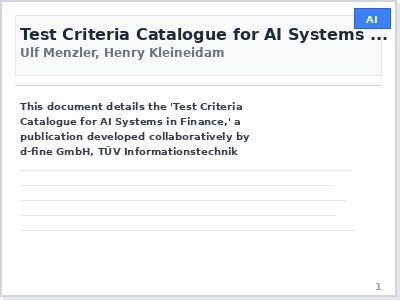 AI
Test Criteria Catalogue for AI Systems ...
Ulf Menzler, Henry Kleineidam
This document details the 'Test Criteria
Catalogue for AI Systems in Finance,' a
publication developed collaboratively by
d-fine GmbH, TÜV Informationstechnik
1